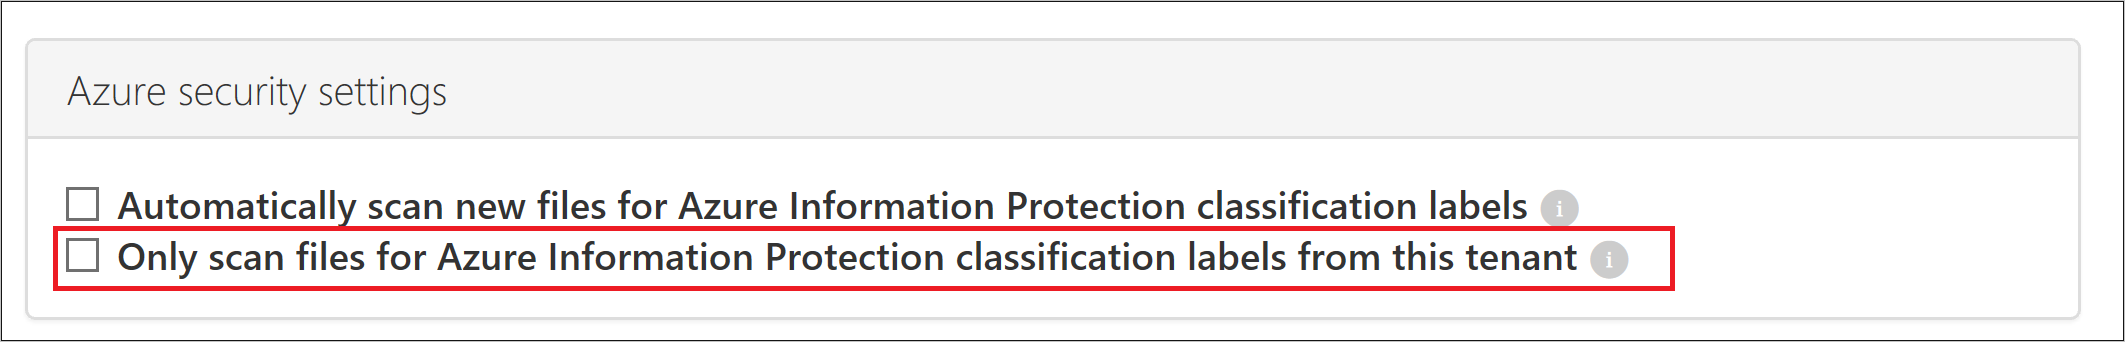 Azure security settings
Automatically scan new files for Azure Information Protection classification labels i
Only scan files for Azure Information Protection classification labels from this tenant i